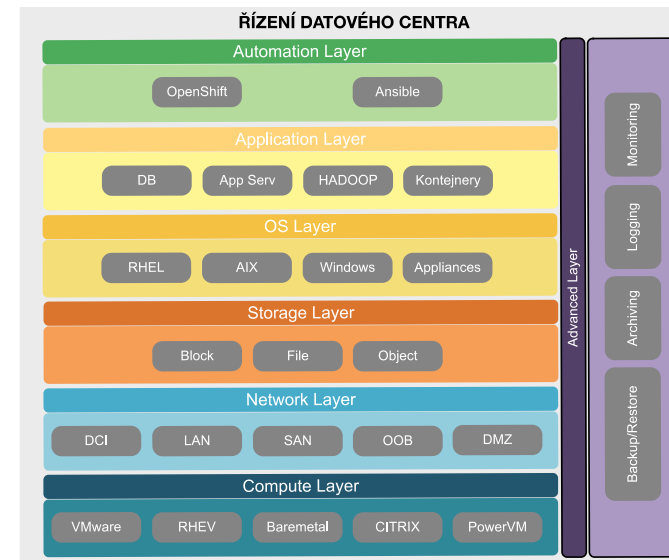 ŘÍZENÍ DATOVÉHO CENTRA
Automation Layer
OpenShift
Ansible
Application Layer
DB
App Serv
HADOOP
Kontejnery
OS Layer
RHEL
AIX
Windows
Appliances
Storage Layer
Block
File
Object
Network Layer
DCI
LAN
SAN
OOB
DMZ
Compute Layer
VMware
RHEV
Baremetal
CITRIX
PowerVM
Advanced Layer
Monitoring
Logging
Archiving
Backup/Restore